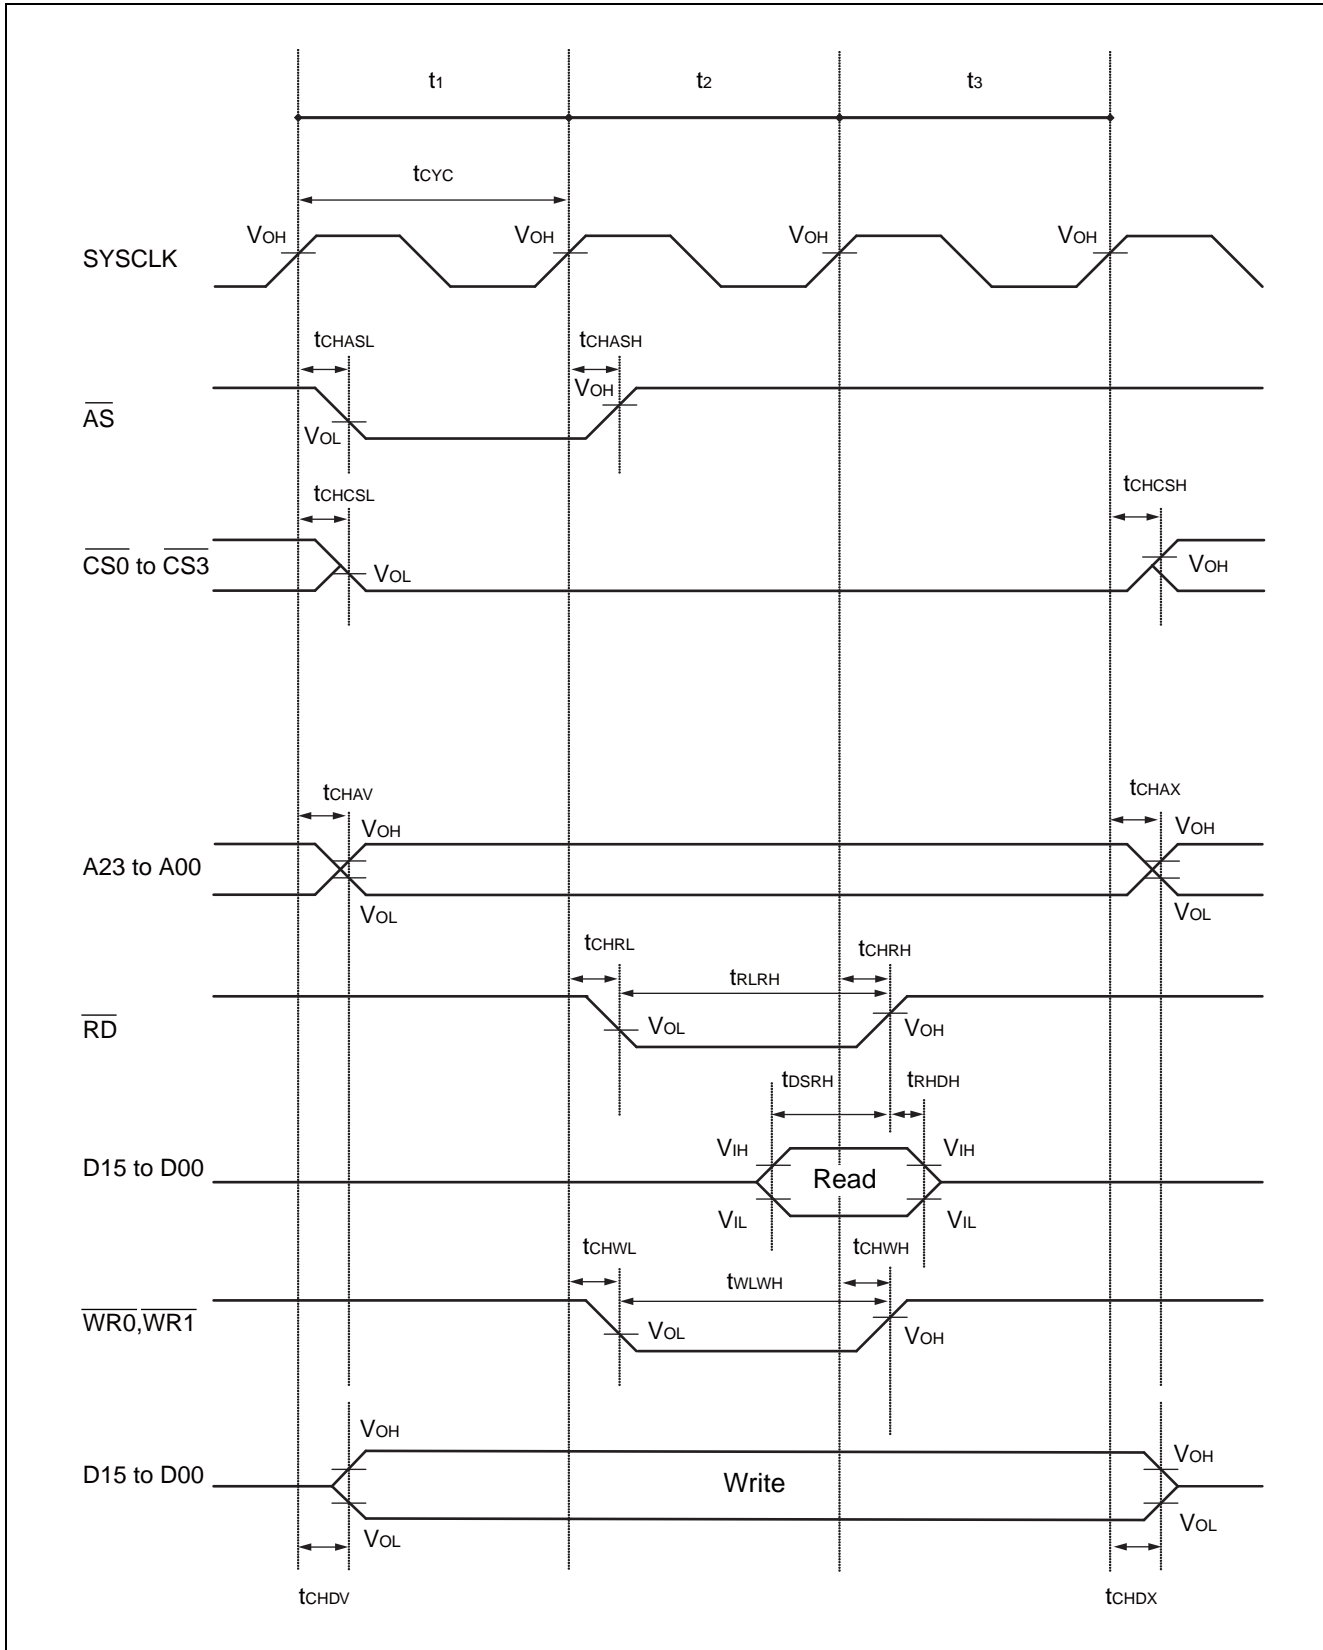 t1 t2 t3
tCYC
VOH VOH VOH VOH
SYSCLK
tCHASL tCHASH
VOH
AS
VOL
tCHCSL tCHCSH
CS0 to CS3 VOL VOH
tCHAV tCHAX
VOH VOH
A23 to A00
VOL VOL
tCHRL tCHRH
tRLRH
RD VOL VOH
tDSRH tRHDH
VIH VIH
D15 to D00 Read
VIL VIL
tCHWL tCHWH
tWLWH
WR0,WR1 VOL VOH
VOH VOH
D15 to D00 Write
VOL VOL
tCHDV tCHDX